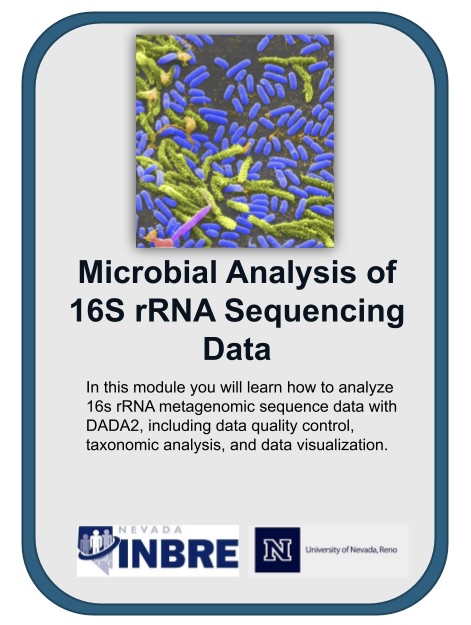 Microbial Analysis of
16S rRNA Sequencing
Data
In this module you will learn how to analyze
16s rRNA metagenomic sequence data with
DADA2, including data quality control,
taxonomic analysis, and data visualization.
NEVADA
INBRE
N
University of Nevada, Reno